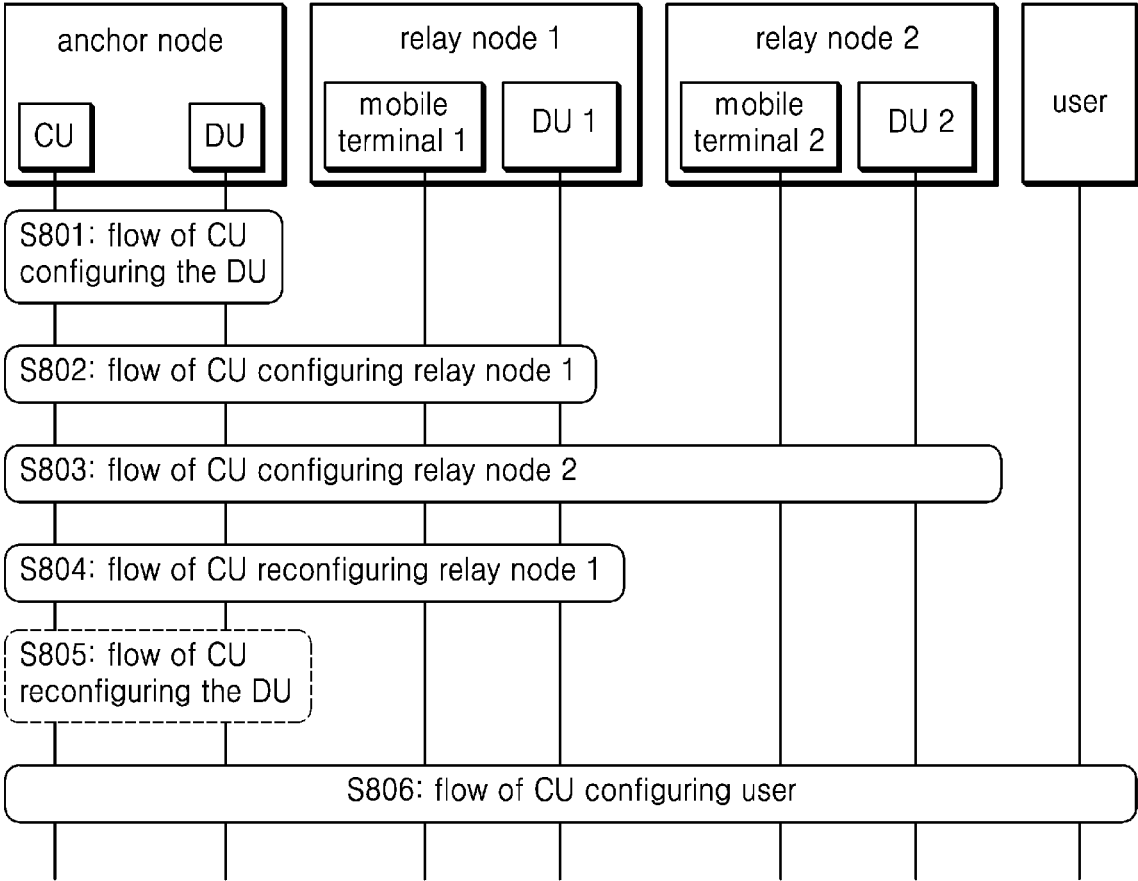 anchor node
relay node 1
relay node 2
user
CU
DU
mobile
terminal 1
DU 1
mobile
terminal 2
DU 2
S801: flow of CU
configuring the DU
S802: flow of CU configuring relay node 1
S803: flow of CU configuring relay node 2
S804: flow of CU reconfiguring relay node 1
S805: flow of CU
reconfiguring the DU
S806: flow of CU configuring user